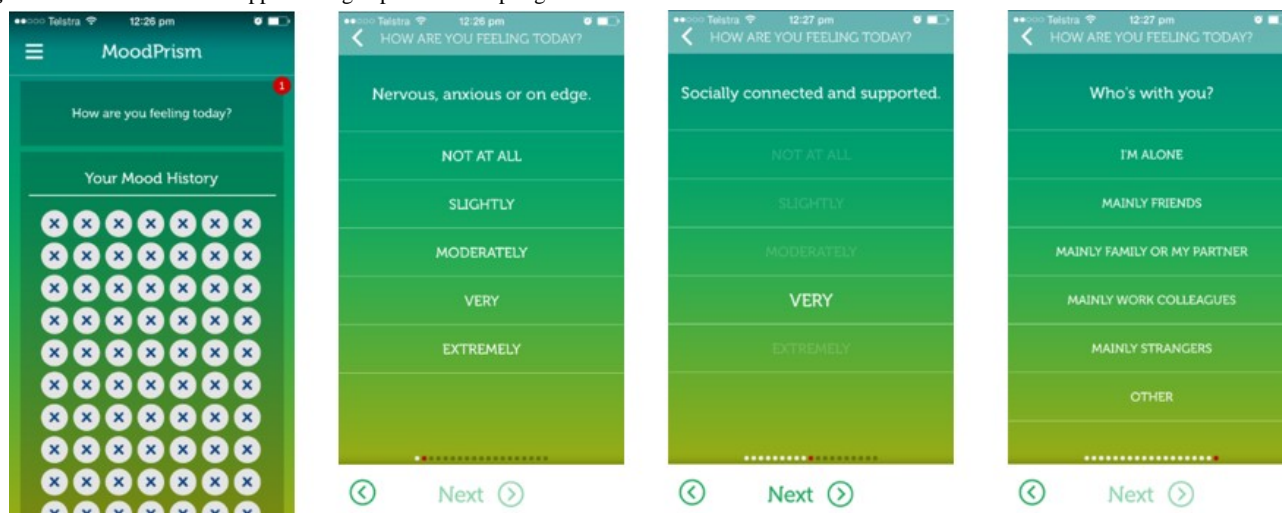 ●●○○○ Telstra 12:26 pm
MoodPrism
1
How are you feeling today?
Your Mood History
●●○○○ Telstra 12:26 pm
HOW ARE YOU FEELING TODAY?
Nervous, anxious or on edge.
NOT AT ALL
SLIGHTLY
MODERATELY
VERY
EXTREMELY
Next
●●○○○ Telstra 12:27 pm
HOW ARE YOU FEELING TODAY?
Socially connected and supported.
NOT AT ALL
SLIGHTLY
MODERATELY
VERY
EXTREMELY
Next
●●○○○ Telstra 12:27 pm
HOW ARE YOU FEELING TODAY?
Who's with you?
I'M ALONE
MAINLY FRIENDS
MAINLY FAMILY OR MY PARTNER
MAINLY WORK COLLEAGUES
MAINLY STRANGERS
OTHER
Next